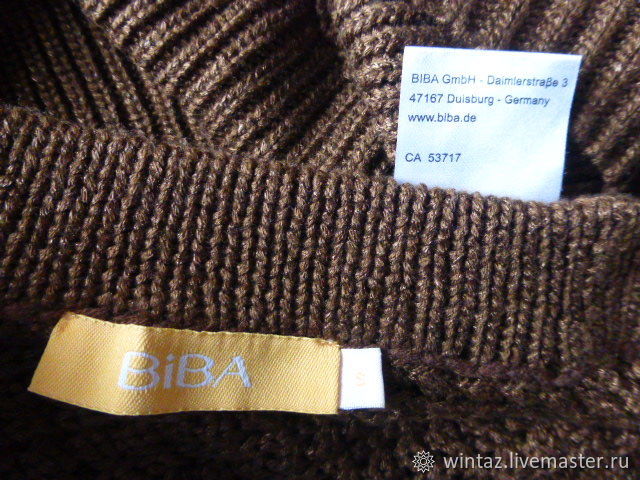 BIBA GmbH - Daimlerstraße 3
47167 Duisburg - Germany
www.biba.de
CA 53717
BiBA
S
wintaz.livemaster.ru